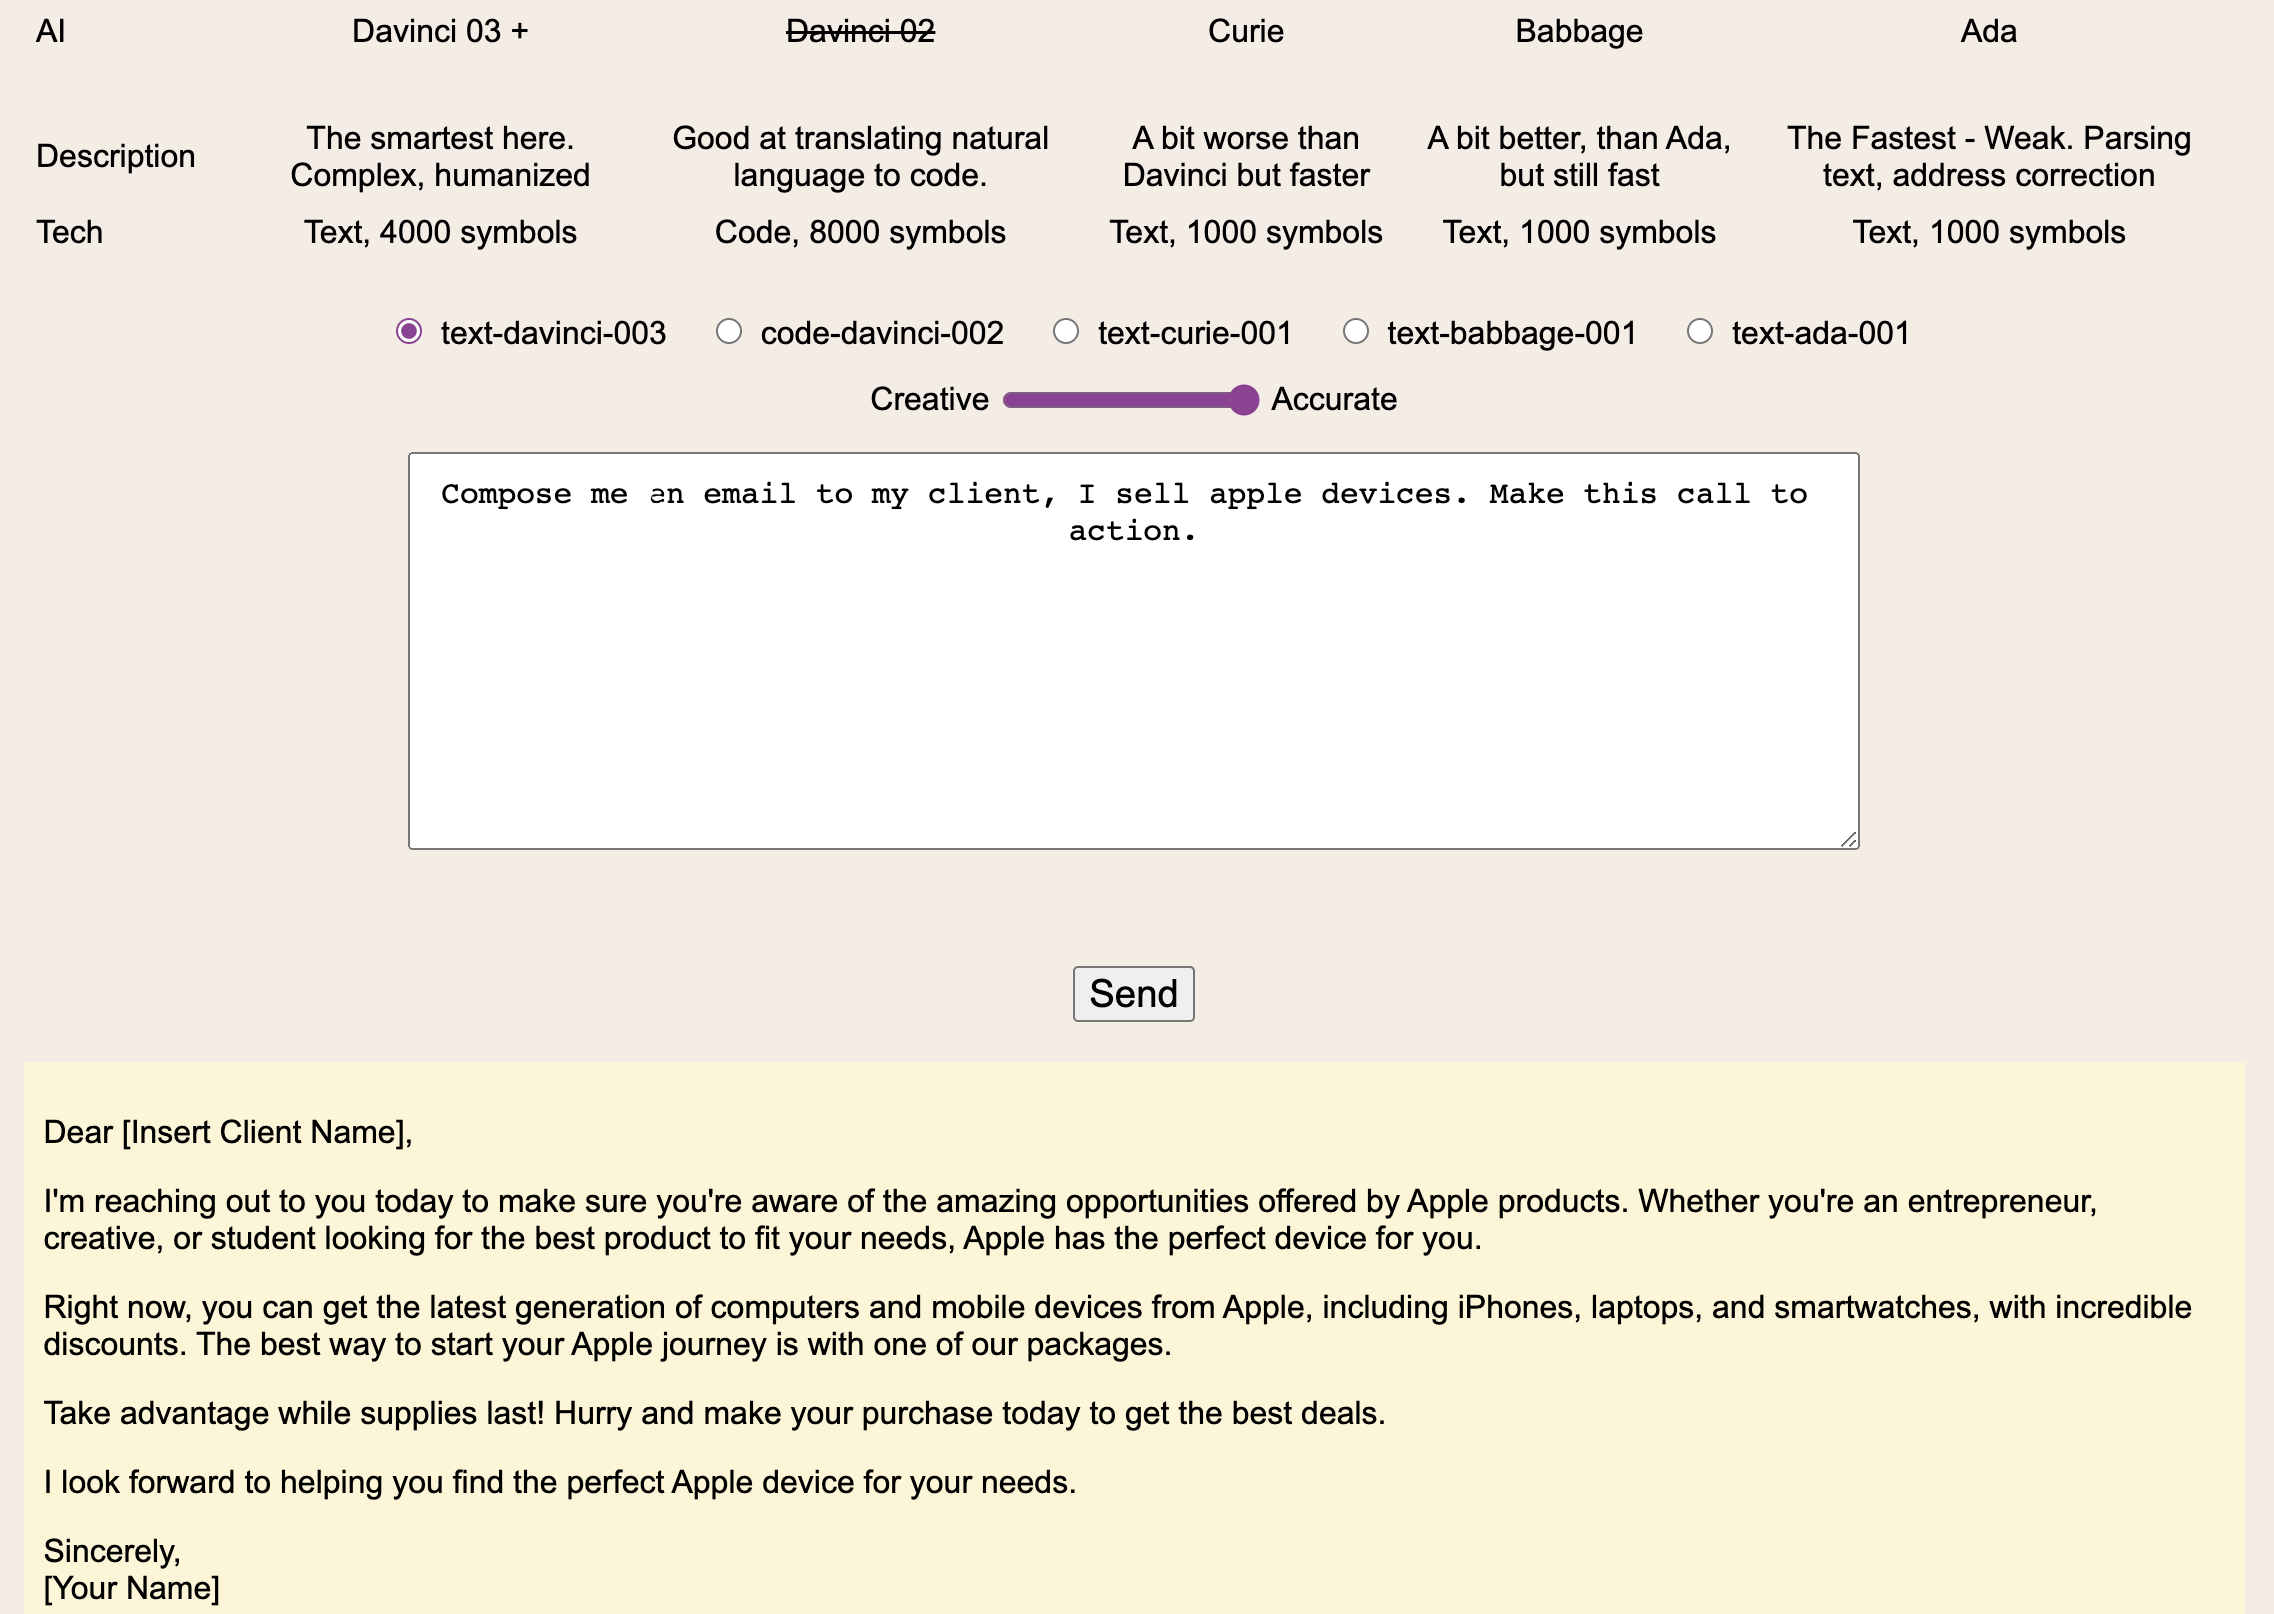 AI Davinci 03 + Davinci 02 Curie Babbage Ada
Description The smartest here. Complex, humanized Good at translating natural language to code. A bit worse than Davinci but faster A bit better, than Ada, but still fast The Fastest - Weak. Parsing text, address correction
Tech Text, 4000 symbols Code, 8000 symbols Text, 1000 symbols Text, 1000 symbols Text, 1000 symbols
text-davinci-003 code-davinci-002 text-curie-001 text-babbage-001 text-ada-001
Creative Accurate
Compose me an email to my client, I sell apple devices. Make this call to
action.
Send
Dear [Insert Client Name],
I'm reaching out to you today to make sure you're aware of the amazing opportunities offered by Apple products. Whether you're an entrepreneur,
creative, or student looking for the best product to fit your needs, Apple has the perfect device for you.
Right now, you can get the latest generation of computers and mobile devices from Apple, including iPhones, laptops, and smartwatches, with incredible
discounts. The best way to start your Apple journey is with one of our packages.
Take advantage while supplies last! Hurry and make your purchase today to get the best deals.
I look forward to helping you find the perfect Apple device for your needs.
Sincerely,
[Your Name]